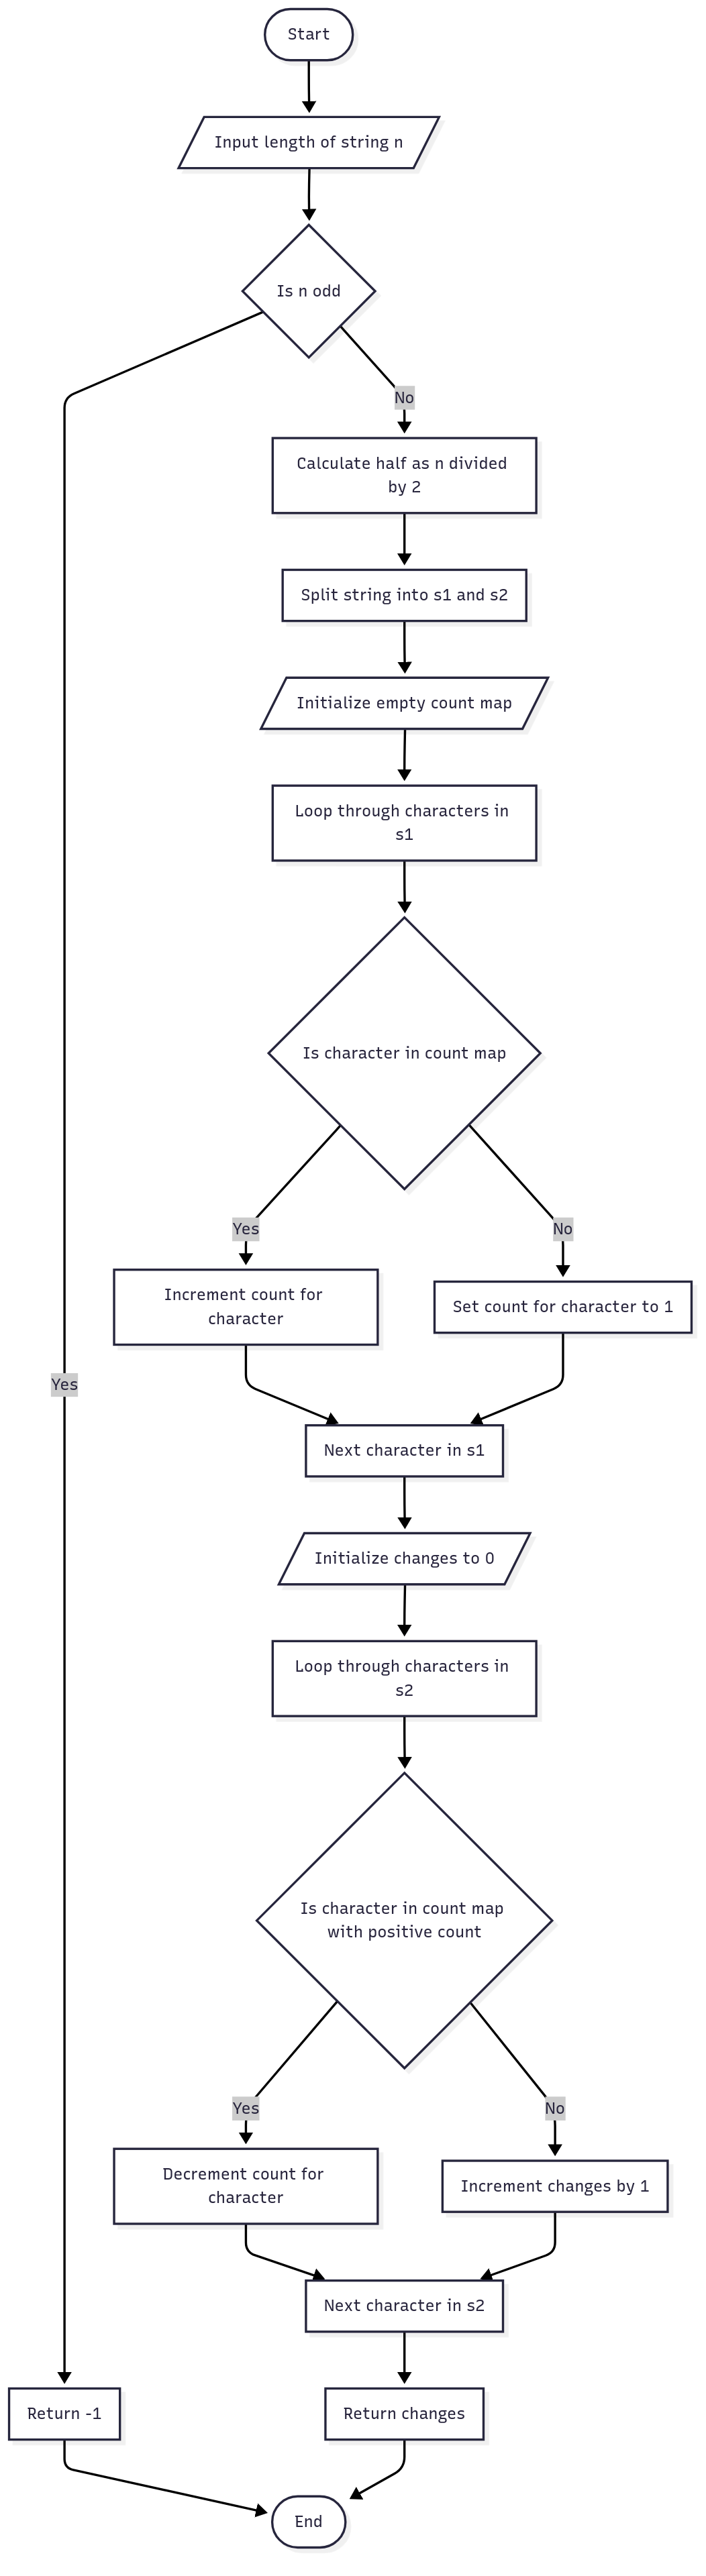 Start
Input length of string n
Is n odd
No
Calculate half as n divided
by 2
Split string into s1 and s2
Initialize empty count map
Loop through characters in
s1
Is character in count map
Yes
No
Increment count for
character
Set count for character to 1
Yes
Next character in s1
Initialize changes to 0
Loop through characters in
s2
Is character in count map
with positive count
Yes
No
Decrement count for
character
Increment changes by 1
Next character in s2
Return -1
Return changes
End